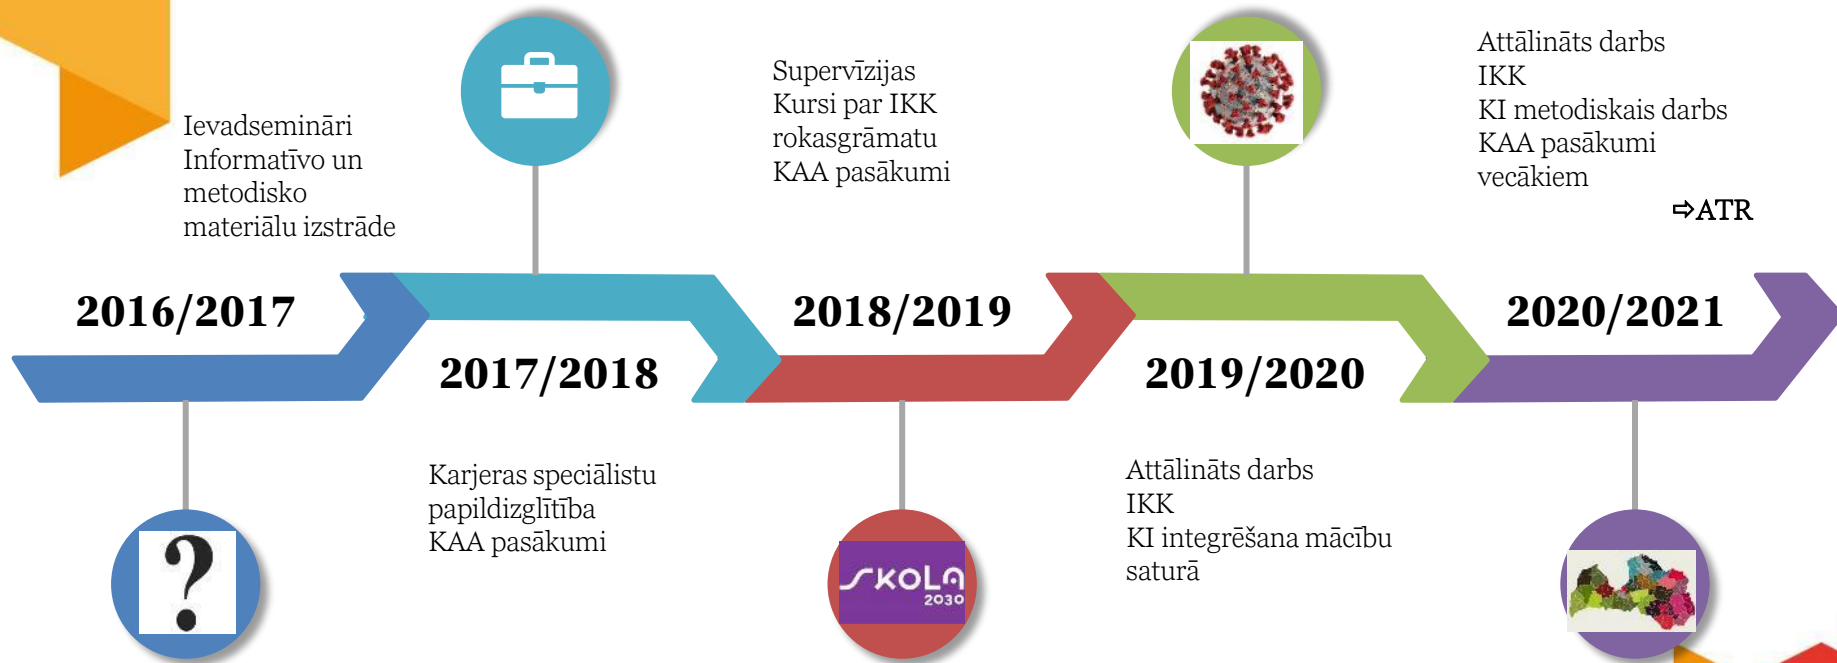 Ievadsemināri
Informatīvo un
metodisko
materiālu izstrāde
2016/2017
?
2017/2018
Karjeras speciālistu
papildizglītība
KAA pasākumi
Supervīzijas
Kursi par IKK
rokasgrāmatu
KAA pasākumi
2018/2019
SKOLA
2030
2019/2020
Attālināts darbs
IKK
KI integrēšana mācību
saturā
Attālināts darbs
IKK
KI metodiskais darbs
KAA pasākumi
vecākiem
⇨ATR
2020/2021